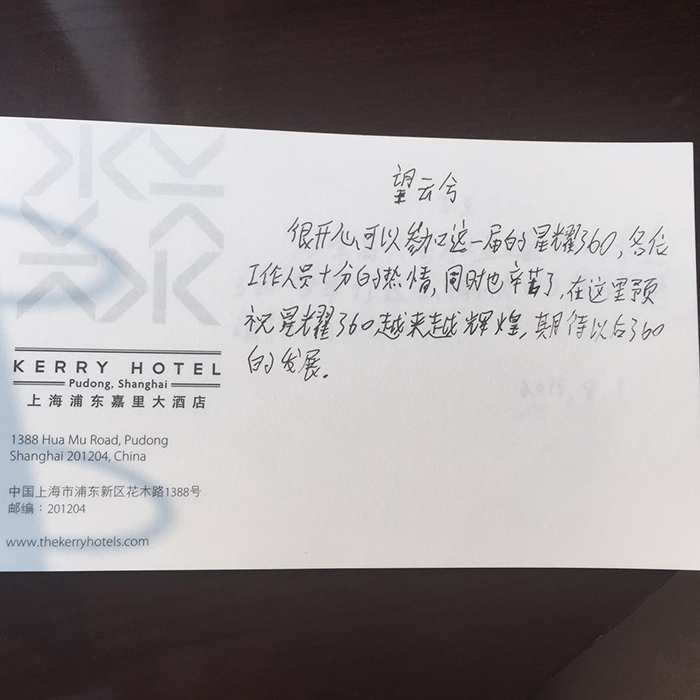 望云兮
很开心可以参加这一届的星耀360,各位
工作人员十分的热情,同时也辛苦了,在这里预
祝星耀360越来越辉煌,期待以后360
的发展.
KERRY HOTEL
Pudong, Shanghai
上海浦东嘉里大酒店
1388 Hua Mu Road, Pudong
Shanghai 201204, China
中国上海市浦东新区花木路1388号
邮编：201204
www.thekerryhotels.com